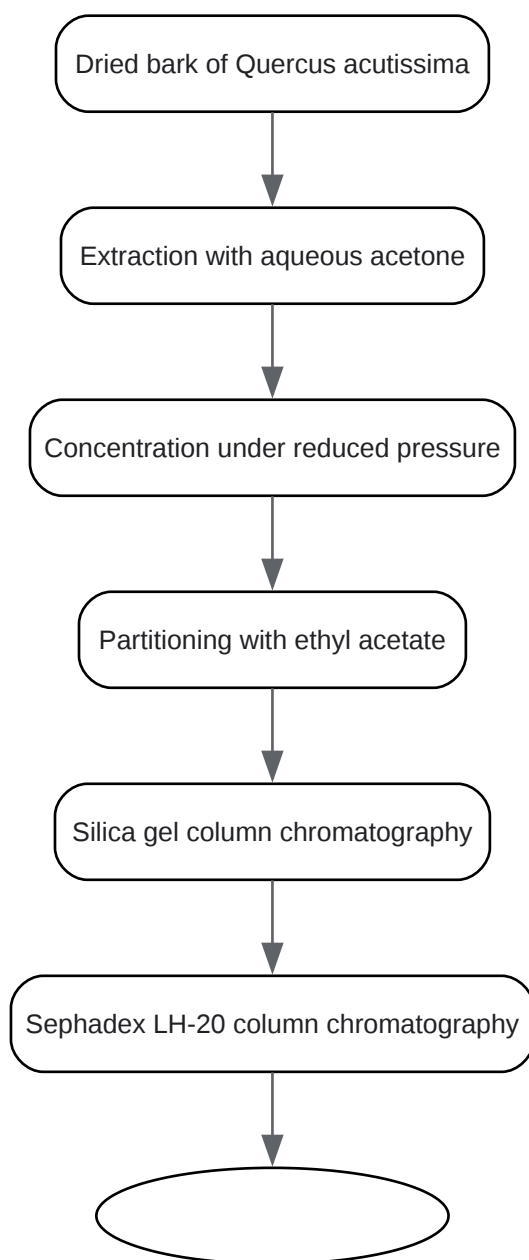 Dried bark of Quercus acutissima
Extraction with aqueous acetone
Concentration under reduced pressure
Partitioning with ethyl acetate
Silica gel column chromatography
Sephadex LH-20 column chromatography